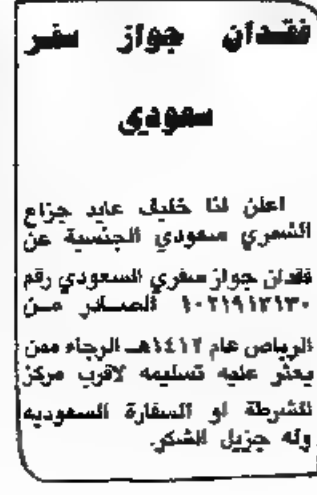 فقدان جواز سفر
سعودي
اعلن انا خليف عايد جزاع
الشمري سعودي الجنسية عن
فقدان جواز سفري السعودي رقم
١٠٢١٩١٢١٣٠ الصادر من
الرياض عام ١٤١٢هـ الرجاء ممن
يعثر عليه تسليمه لاقرب مركز
للشرطة او السفارة السعوديه
وله جزيل الشكر.